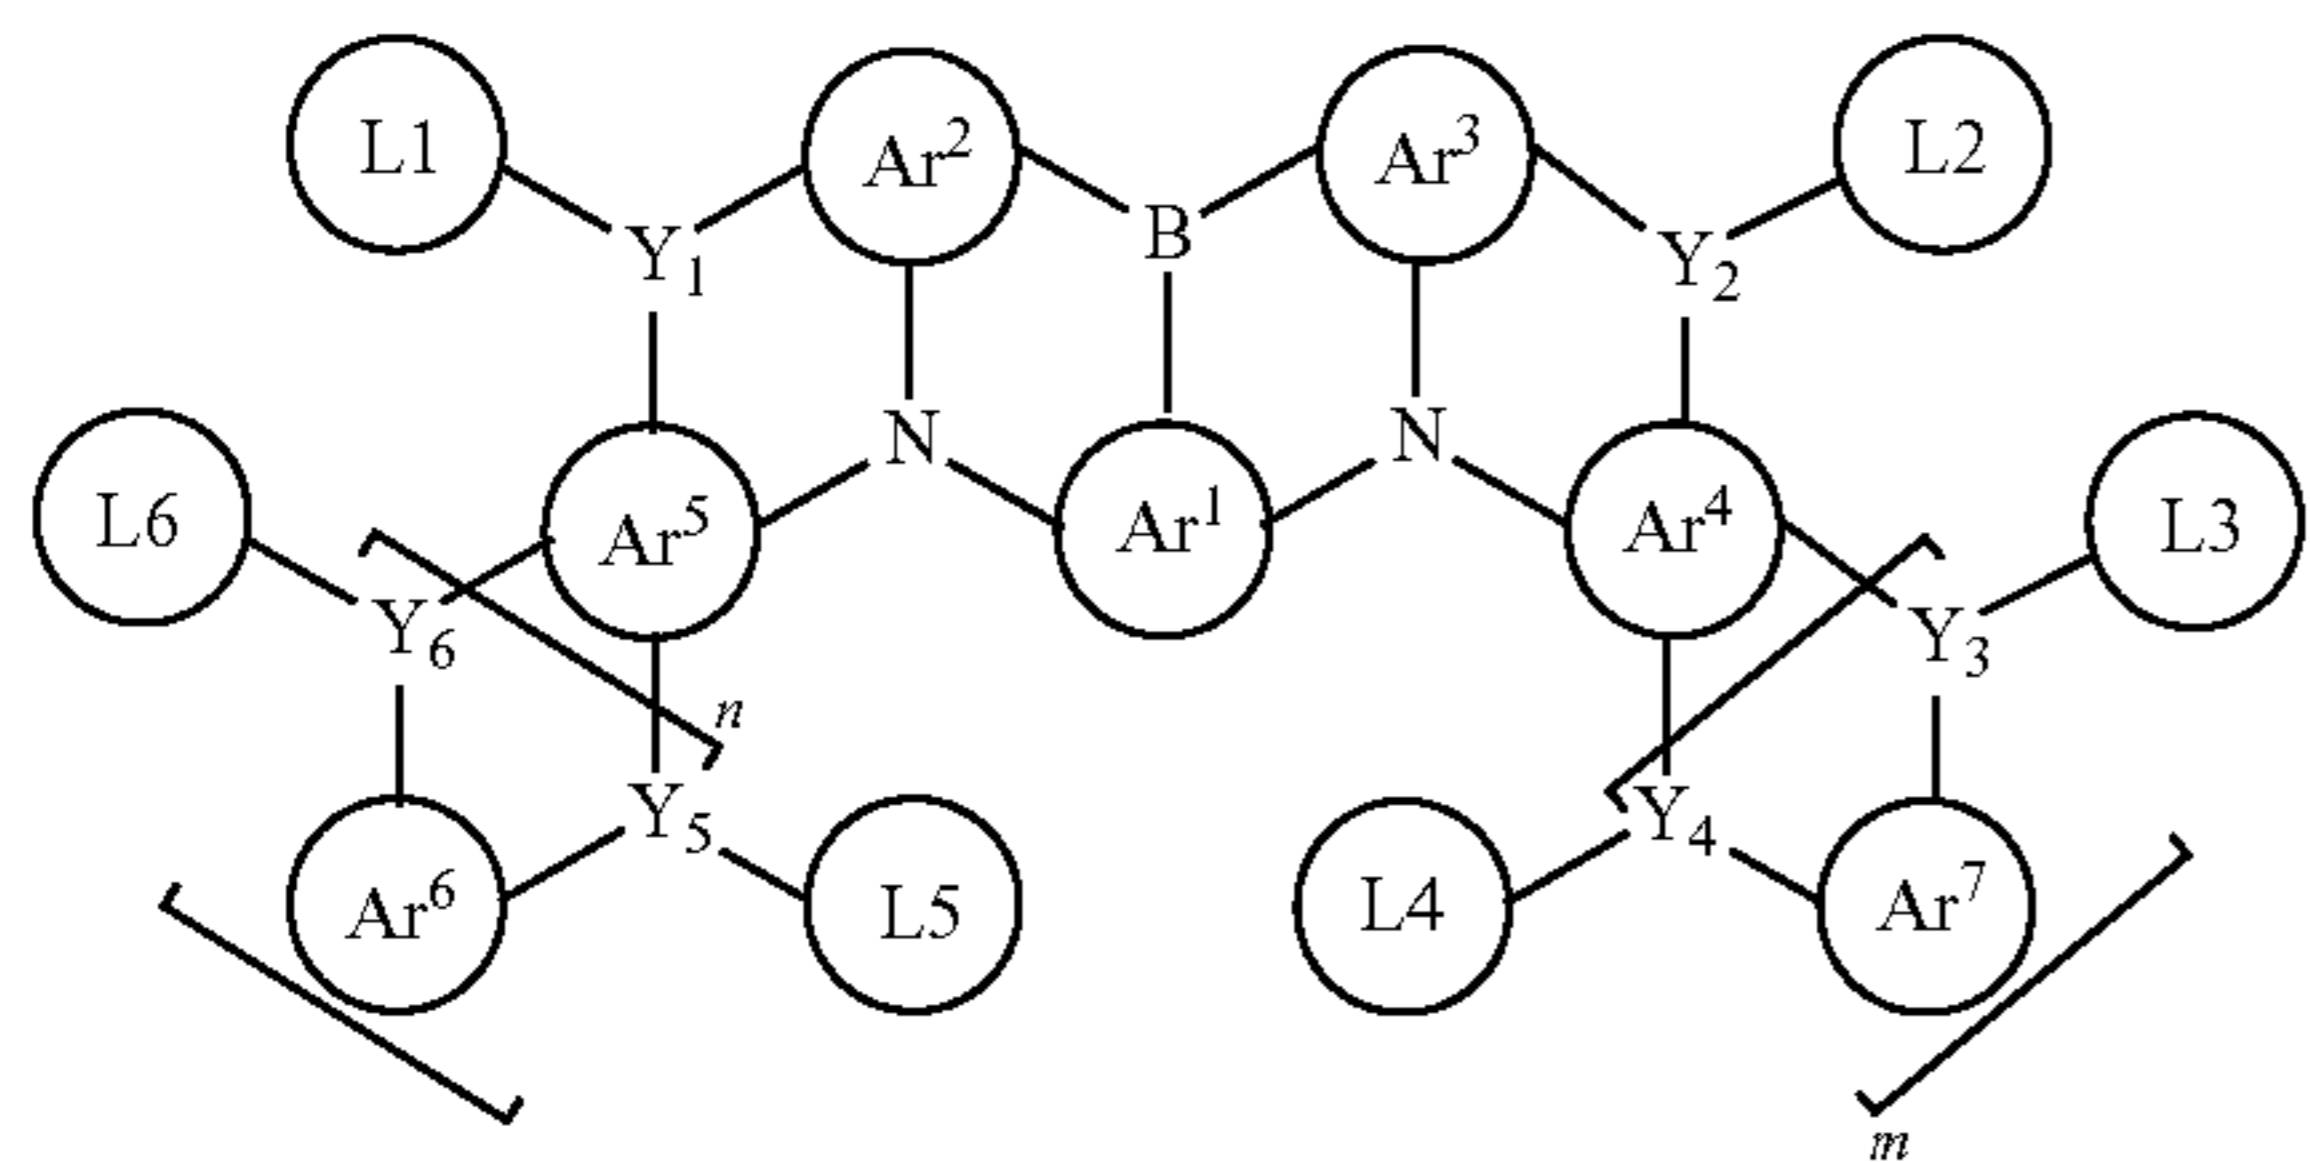 L1 Ar² Ar³ L2
Y₁ B Y₂
L6 Ar⁵ N Ar¹ N Ar⁴ L3
Y₆ Y₃
n
Y₅ Y₄
Ar⁶ L5 L4 Ar⁷
m